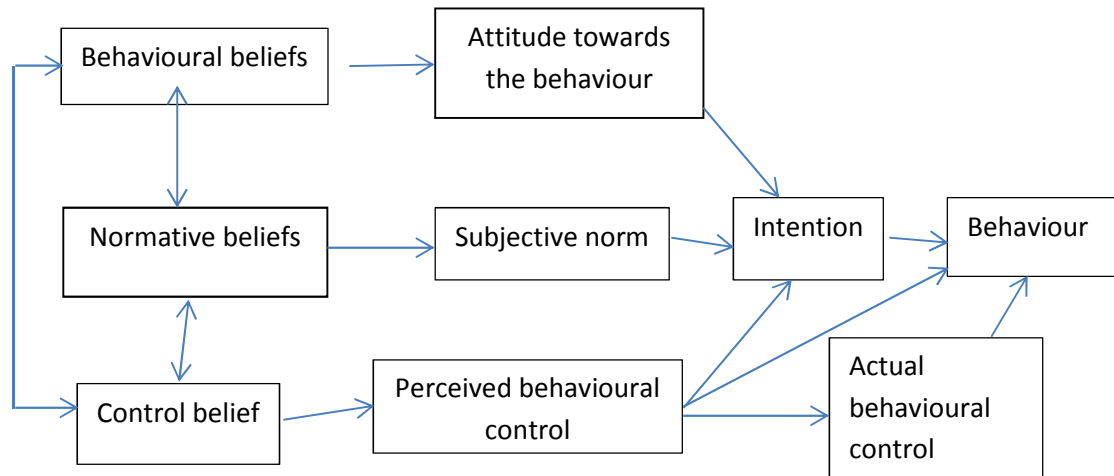 Behavioural beliefs
Attitude towards
the behaviour
Normative beliefs
Subjective norm
Intention
Behaviour
Control belief
Perceived behavioural
control
Actual
behavioural
control